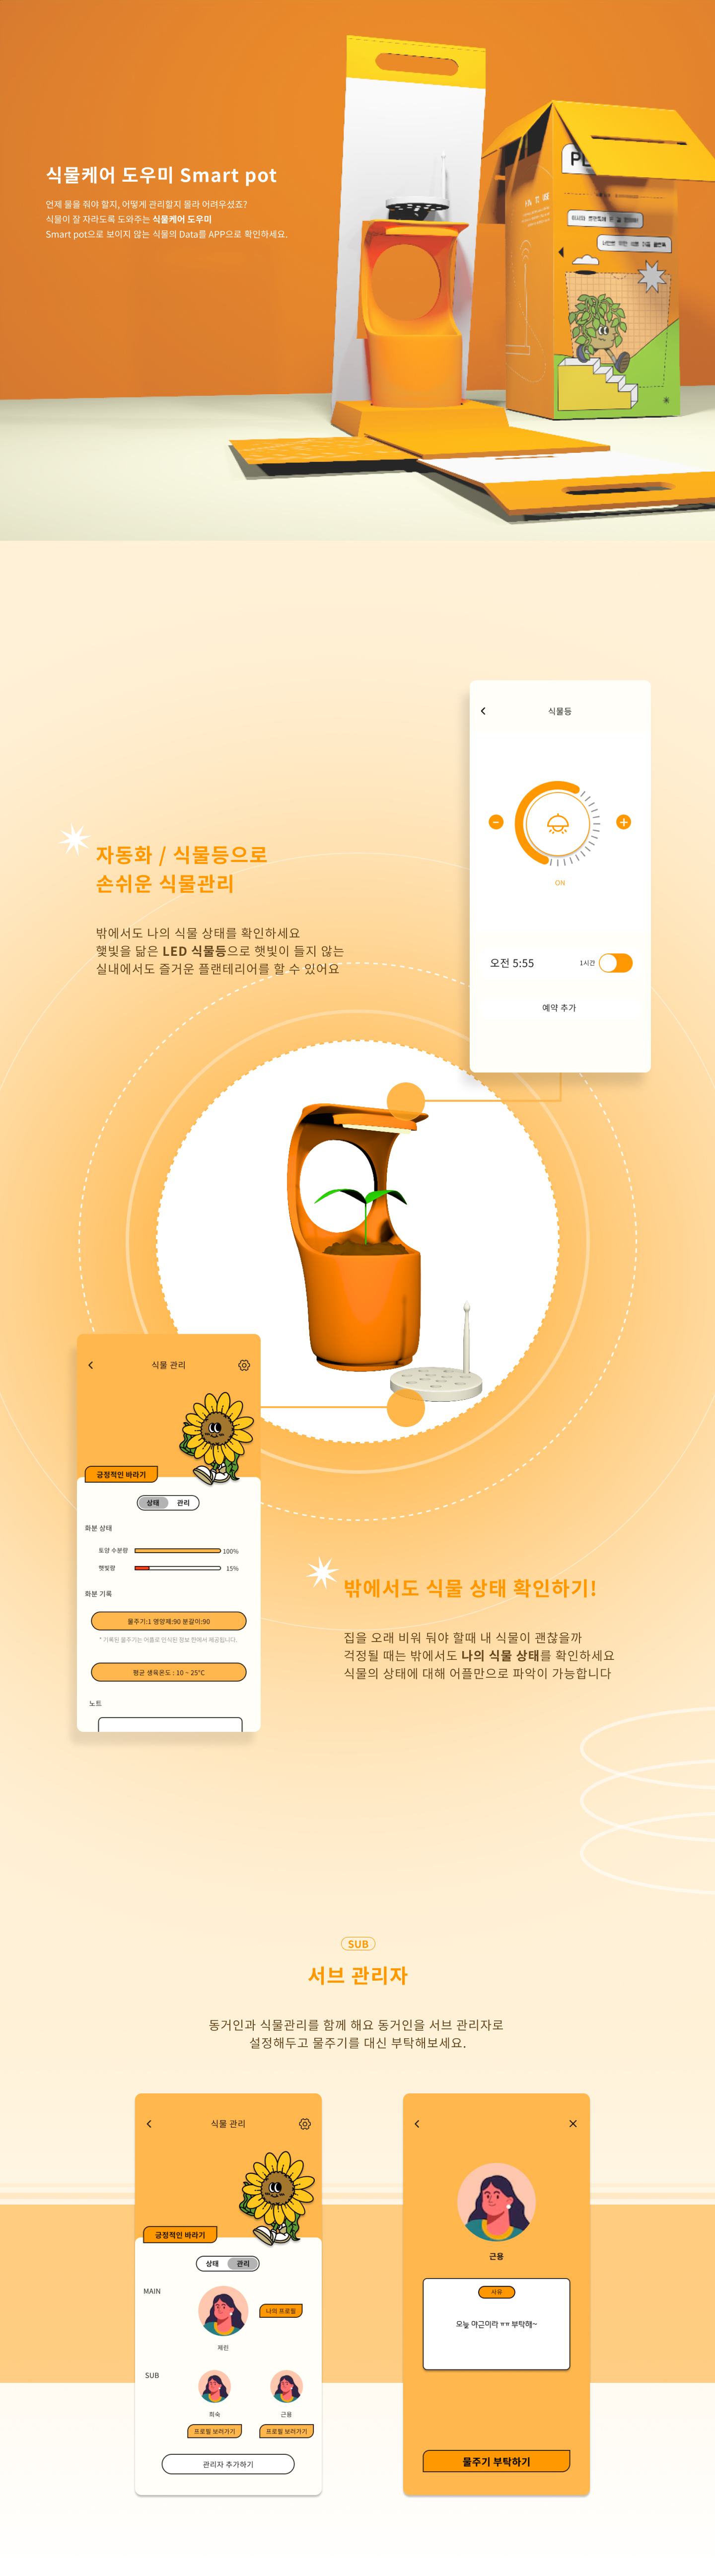 식물케어 도우미 Smart pot
언제 물을 줘야 할지, 어떻게 관리할지 몰라 어려우셨죠?
식물이 잘 자라도록 도와주는 식물케어 도우미
Smart pot으로 보이지 않는 식물의 Data를 APP으로 확인하세요.
식물등
ON
오전 5:55
1시간
예약 추가
자동화 / 식물등으로
손쉬운 식물관리
밖에서도 나의 식물 상태를 확인하세요
햋빛을 닮은 LED 식물등으로 햇빛이 들지 않는
실내에서도 즐거운 플랜테리어를 할 수 있어요
식물 관리
긍정적인 바라기
상태 관리
화분 상태
토양 수분량 100%
햇빛량 15%
화분 기록
물주기:1 영양제:90 분갈이:90
* 기록된 물주기는 어플로 인식된 정보 한에서 제공됩니다.
평균 생육온도 : 10 ~ 25°C
노트
밖에서도 식물 상태 확인하기!
집을 오래 비워 둬야 할때 내 식물이 괜찮을까
걱정될 때는 밖에서도 나의 식물 상태를 확인하세요
식물의 상태에 대해 어플만으로 파악이 가능합니다
SUB
서브 관리자
동거인과 식물관리를 함께 해요 동거인을 서브 관리자로
설정해두고 물주기를 대신 부탁해보세요.
식물 관리
긍정적인 바라기
상태 관리
MAIN
나의 프로필
채린
SUB
희숙
근용
프로필 보러가기
프로필 보러가기
관리자 추가하기
근용
사유
오늘 야근이라 ㅠㅠ 부탁해~
물주기 부탁하기